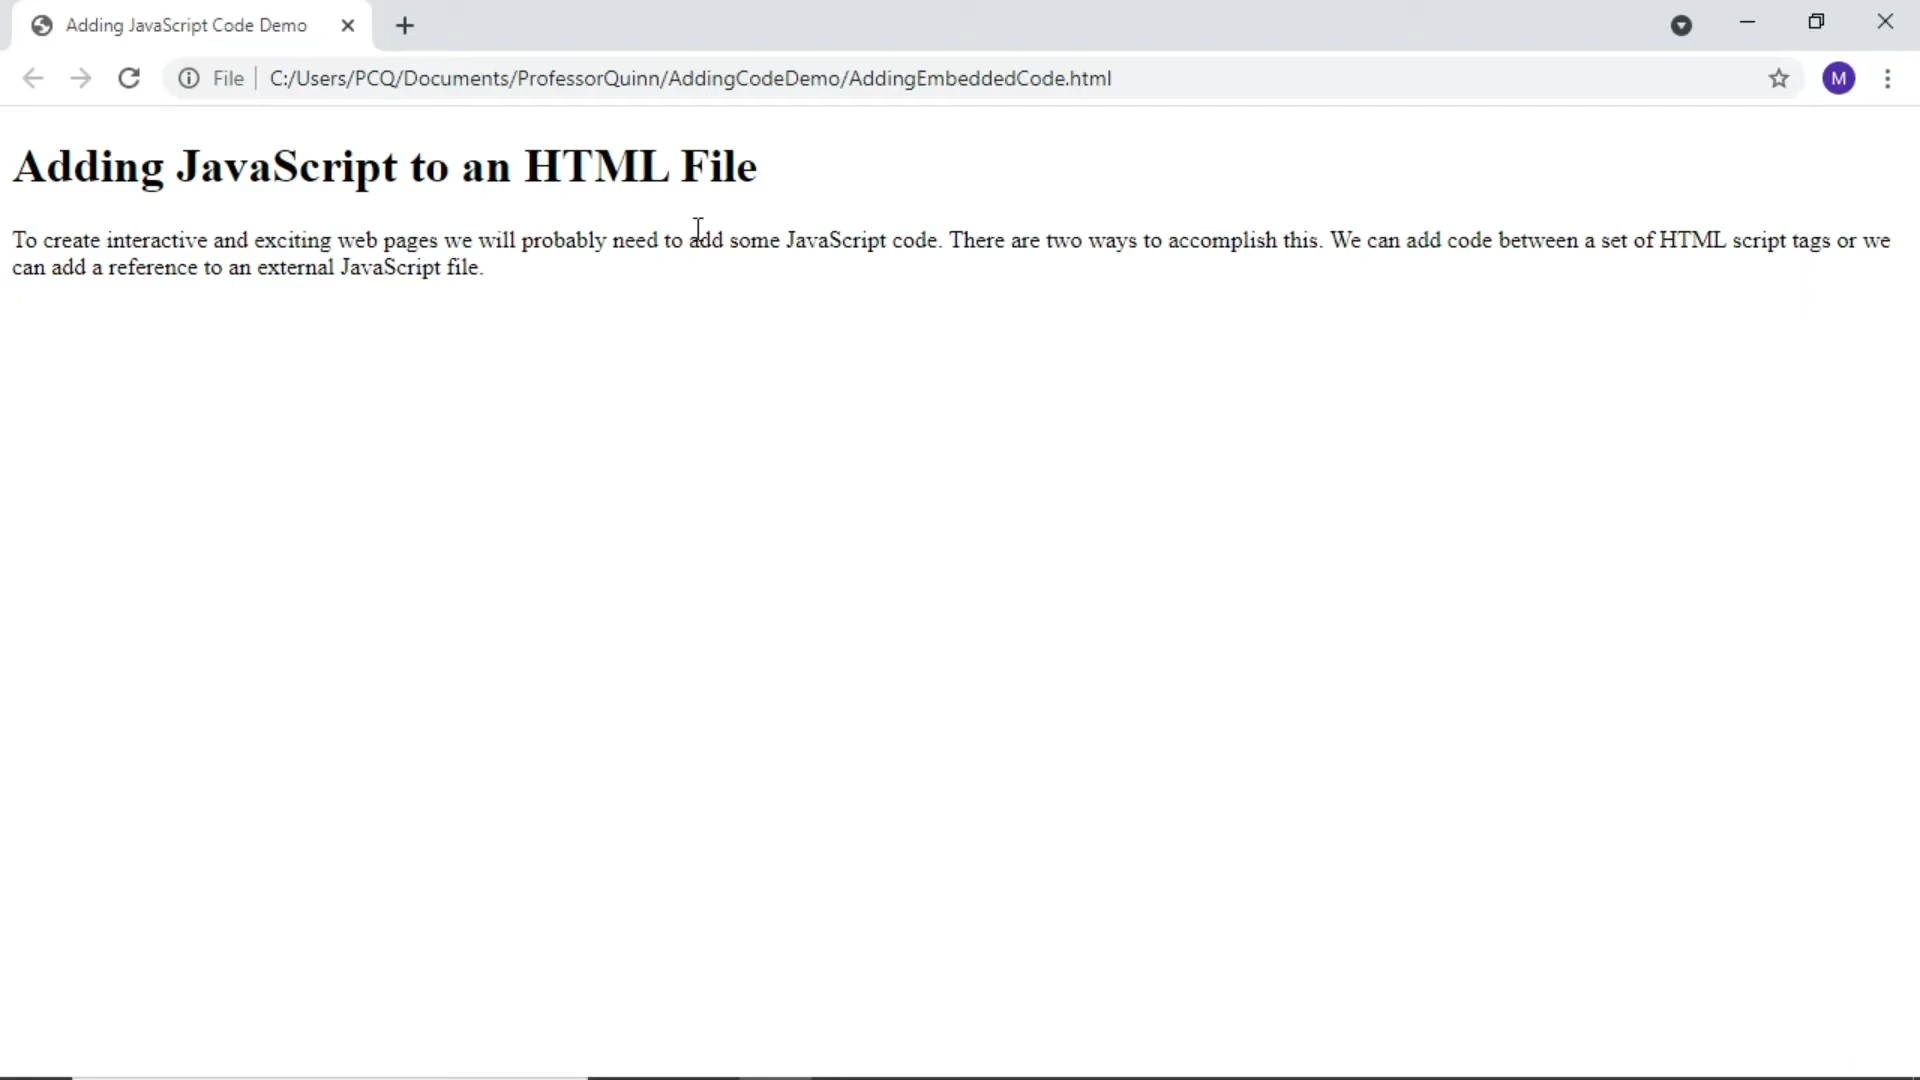 Adding JavaScript Code Demo
File C:/Users/PCQ/Documents/ProfessorQuinn/AddingCodeDemo/AddingEmbeddedCode.html
M
Adding JavaScript to an HTML File
To create interactive and exciting web pages we will probably need to add some JavaScript code. There are two ways to accomplish this. We can add code between a set of HTML script tags or we
can add a reference to an external JavaScript file.